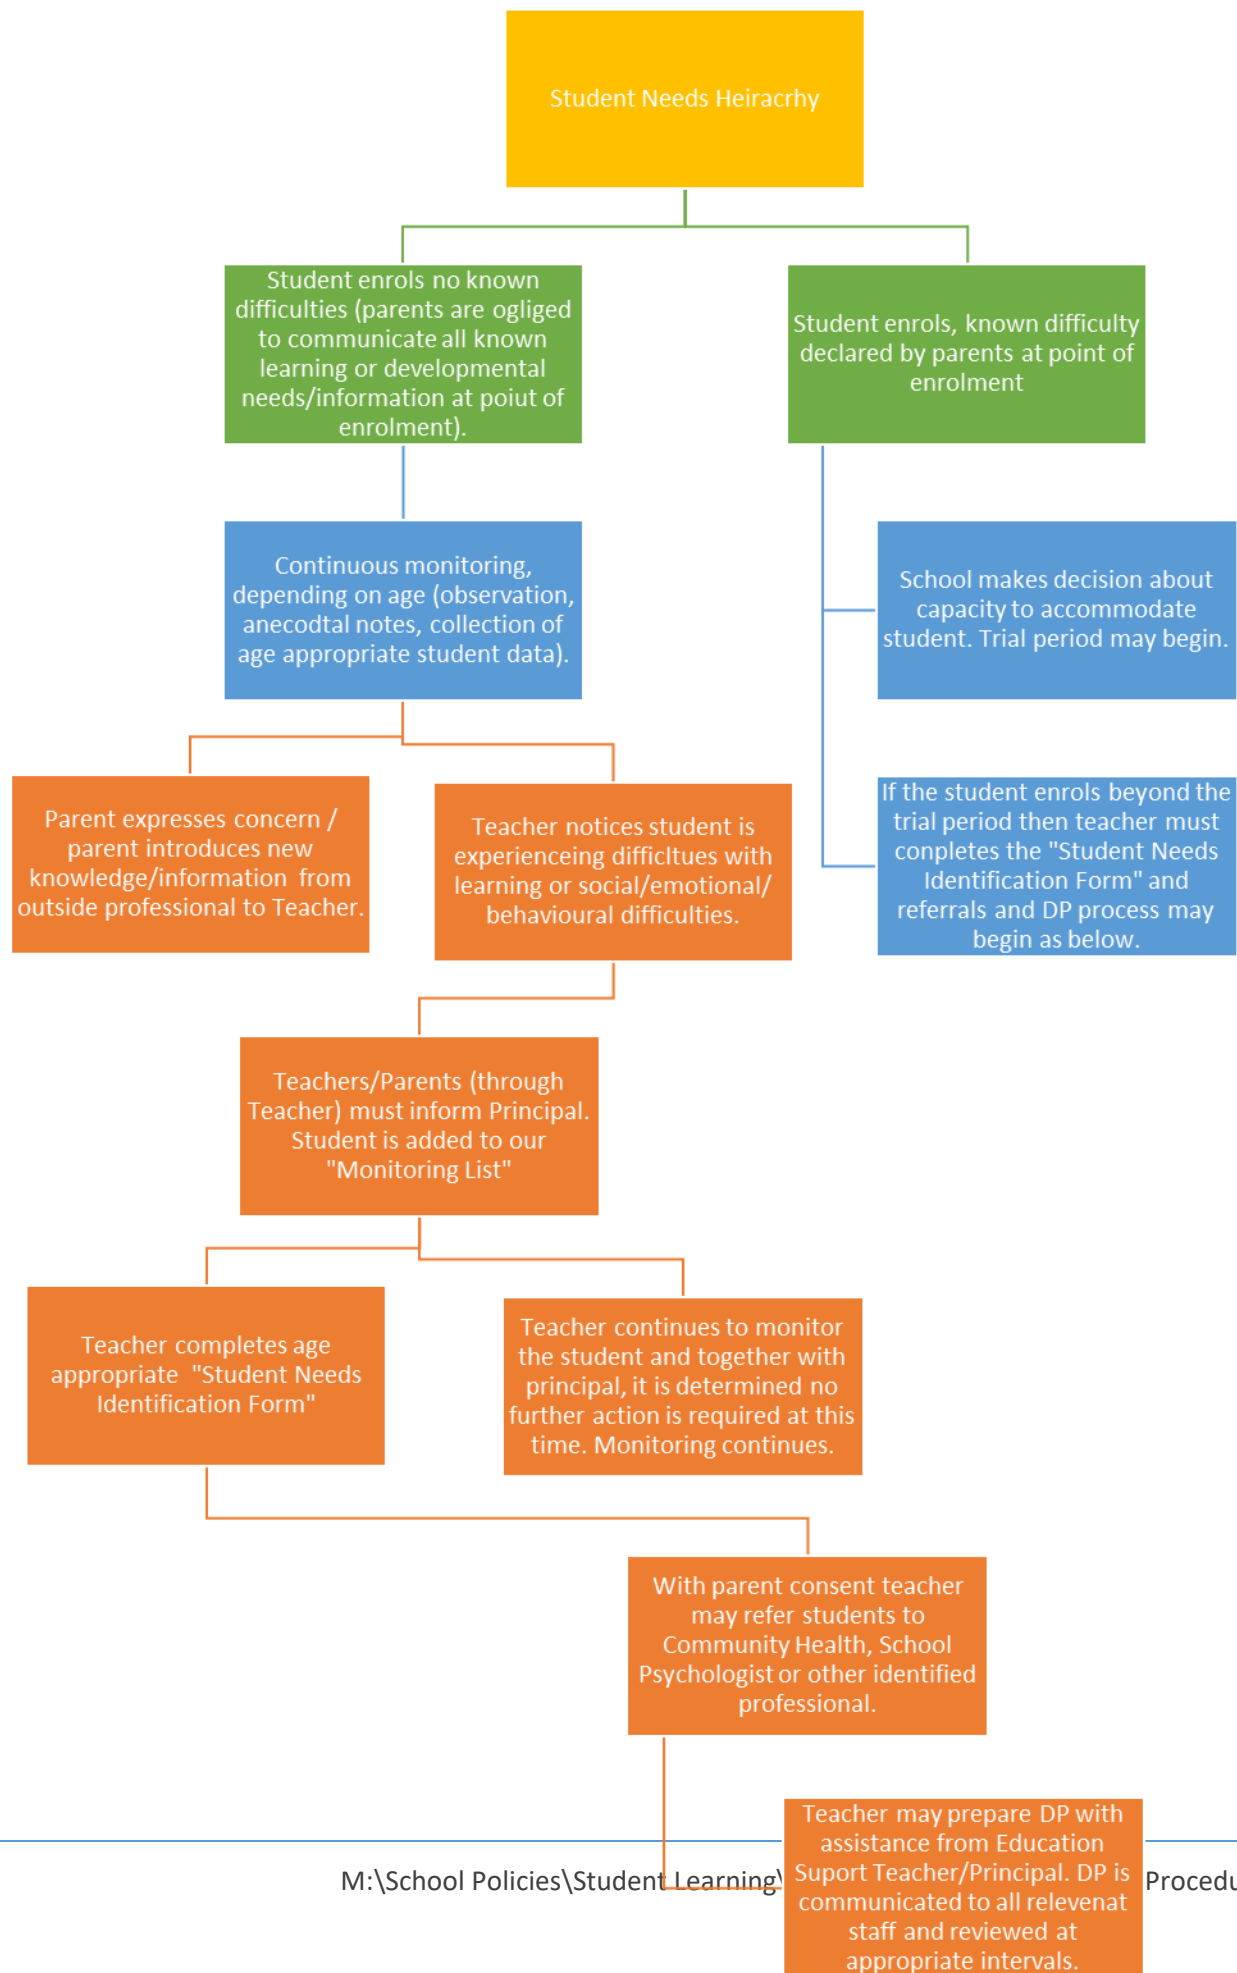 Student Needs Heiracrhy
Student enrols no known
difficulties (parents are ogliged
to communicate all known
learning or developmental
needs/information at poiut of
enrolment).
Student enrols, known difficulty
declared by parents at point of
enrolment
Continuous monitoring,
depending on age (observation,
anecodtal notes, collection of
age appropriate student data).
School makes decision about
capacity to accommodate
student. Trial period may begin.
Parent expresses concern /
parent introduces new
knowledge/information from
outside professional to Teacher.
Teacher notices student is
experienceing difficltues with
learning or social/emotional/
behavioural difficulties.
If the student enrols beyond the
trial period then teacher must
conpletes the "Student Needs
Identification Form" and
referrals and DP process may
begin as below.
Teachers/Parents (through
Teacher) must inform Principal.
Student is added to our
"Monitoring List"
Teacher completes age
appropriate "Student Needs
Identification Form"
Teacher continues to monitor
the student and together with
principal, it is determined no
further action is required at this
time. Monitoring continues.
With parent consent teacher
may refer students to
Community Health, School
Psychologist or other identified
professional.
Teacher may prepare DP with
assistance from Education
Suport Teacher/Principal. DP is
communicated to all relevenat
staff and reviewed at
appropriate intervals.
M:\School Policies\Student Learning\ Procedu